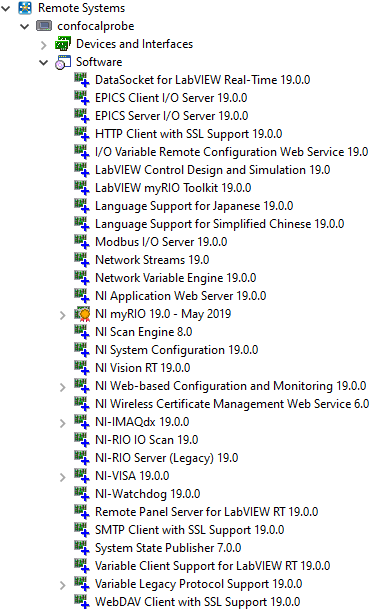 Remote Systems
confocalprobe
Devices and Interfaces
Software
DataSocket for LabVIEW Real-Time 19.0.0
EPICS Client I/O Server 19.0.0
EPICS Server I/O Server 19.0.0
HTTP Client with SSL Support 19.0.0
I/O Variable Remote Configuration Web Service 19.0
LabVIEW Control Design and Simulation 19.0
LabVIEW myRIO Toolkit 19.0.0
Language Support for Japanese 19.0.0
Language Support for Simplified Chinese 19.0.0
Modbus I/O Server 19.0.0
Network Streams 19.0
Network Variable Engine 19.0.0
NI Application Web Server 19.0.0
NI myRIO 19.0 - May 2019
NI Scan Engine 8.0
NI System Configuration 19.0.0
NI Vision RT 19.0.0
NI Web-based Configuration and Monitoring 19.0.0
NI Wireless Certificate Management Web Service 6.0
NI-IMAQdx 19.0.0
NI-RIO IO Scan 19.0
NI-RIO Server (Legacy) 19.0
NI-VISA 19.0.0
NI-Watchdog 19.0.0
Remote Panel Server for LabVIEW RT 19.0.0
SMTP Client with SSL Support 19.0.0
System State Publisher 7.0.0
Variable Client Support for LabVIEW RT 19.0.0
Variable Legacy Protocol Support 19.0.0
WebDAV Client with SSL Support 19.0.0